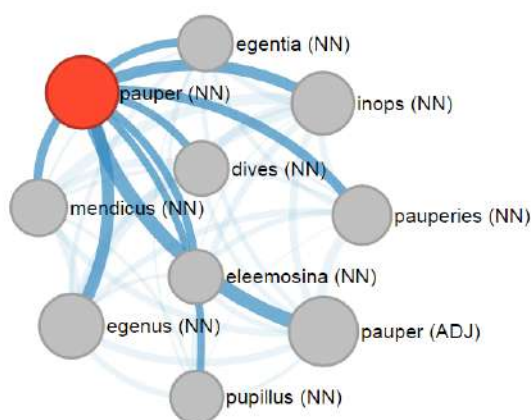 egentia (NN)
pauper (NN)
inops (NN)
dives (NN)
mendicus (NN)
pauperies (NN)
eleemosina (NN)
egenus (NN)
pauper (ADJ)
pupillus (NN)